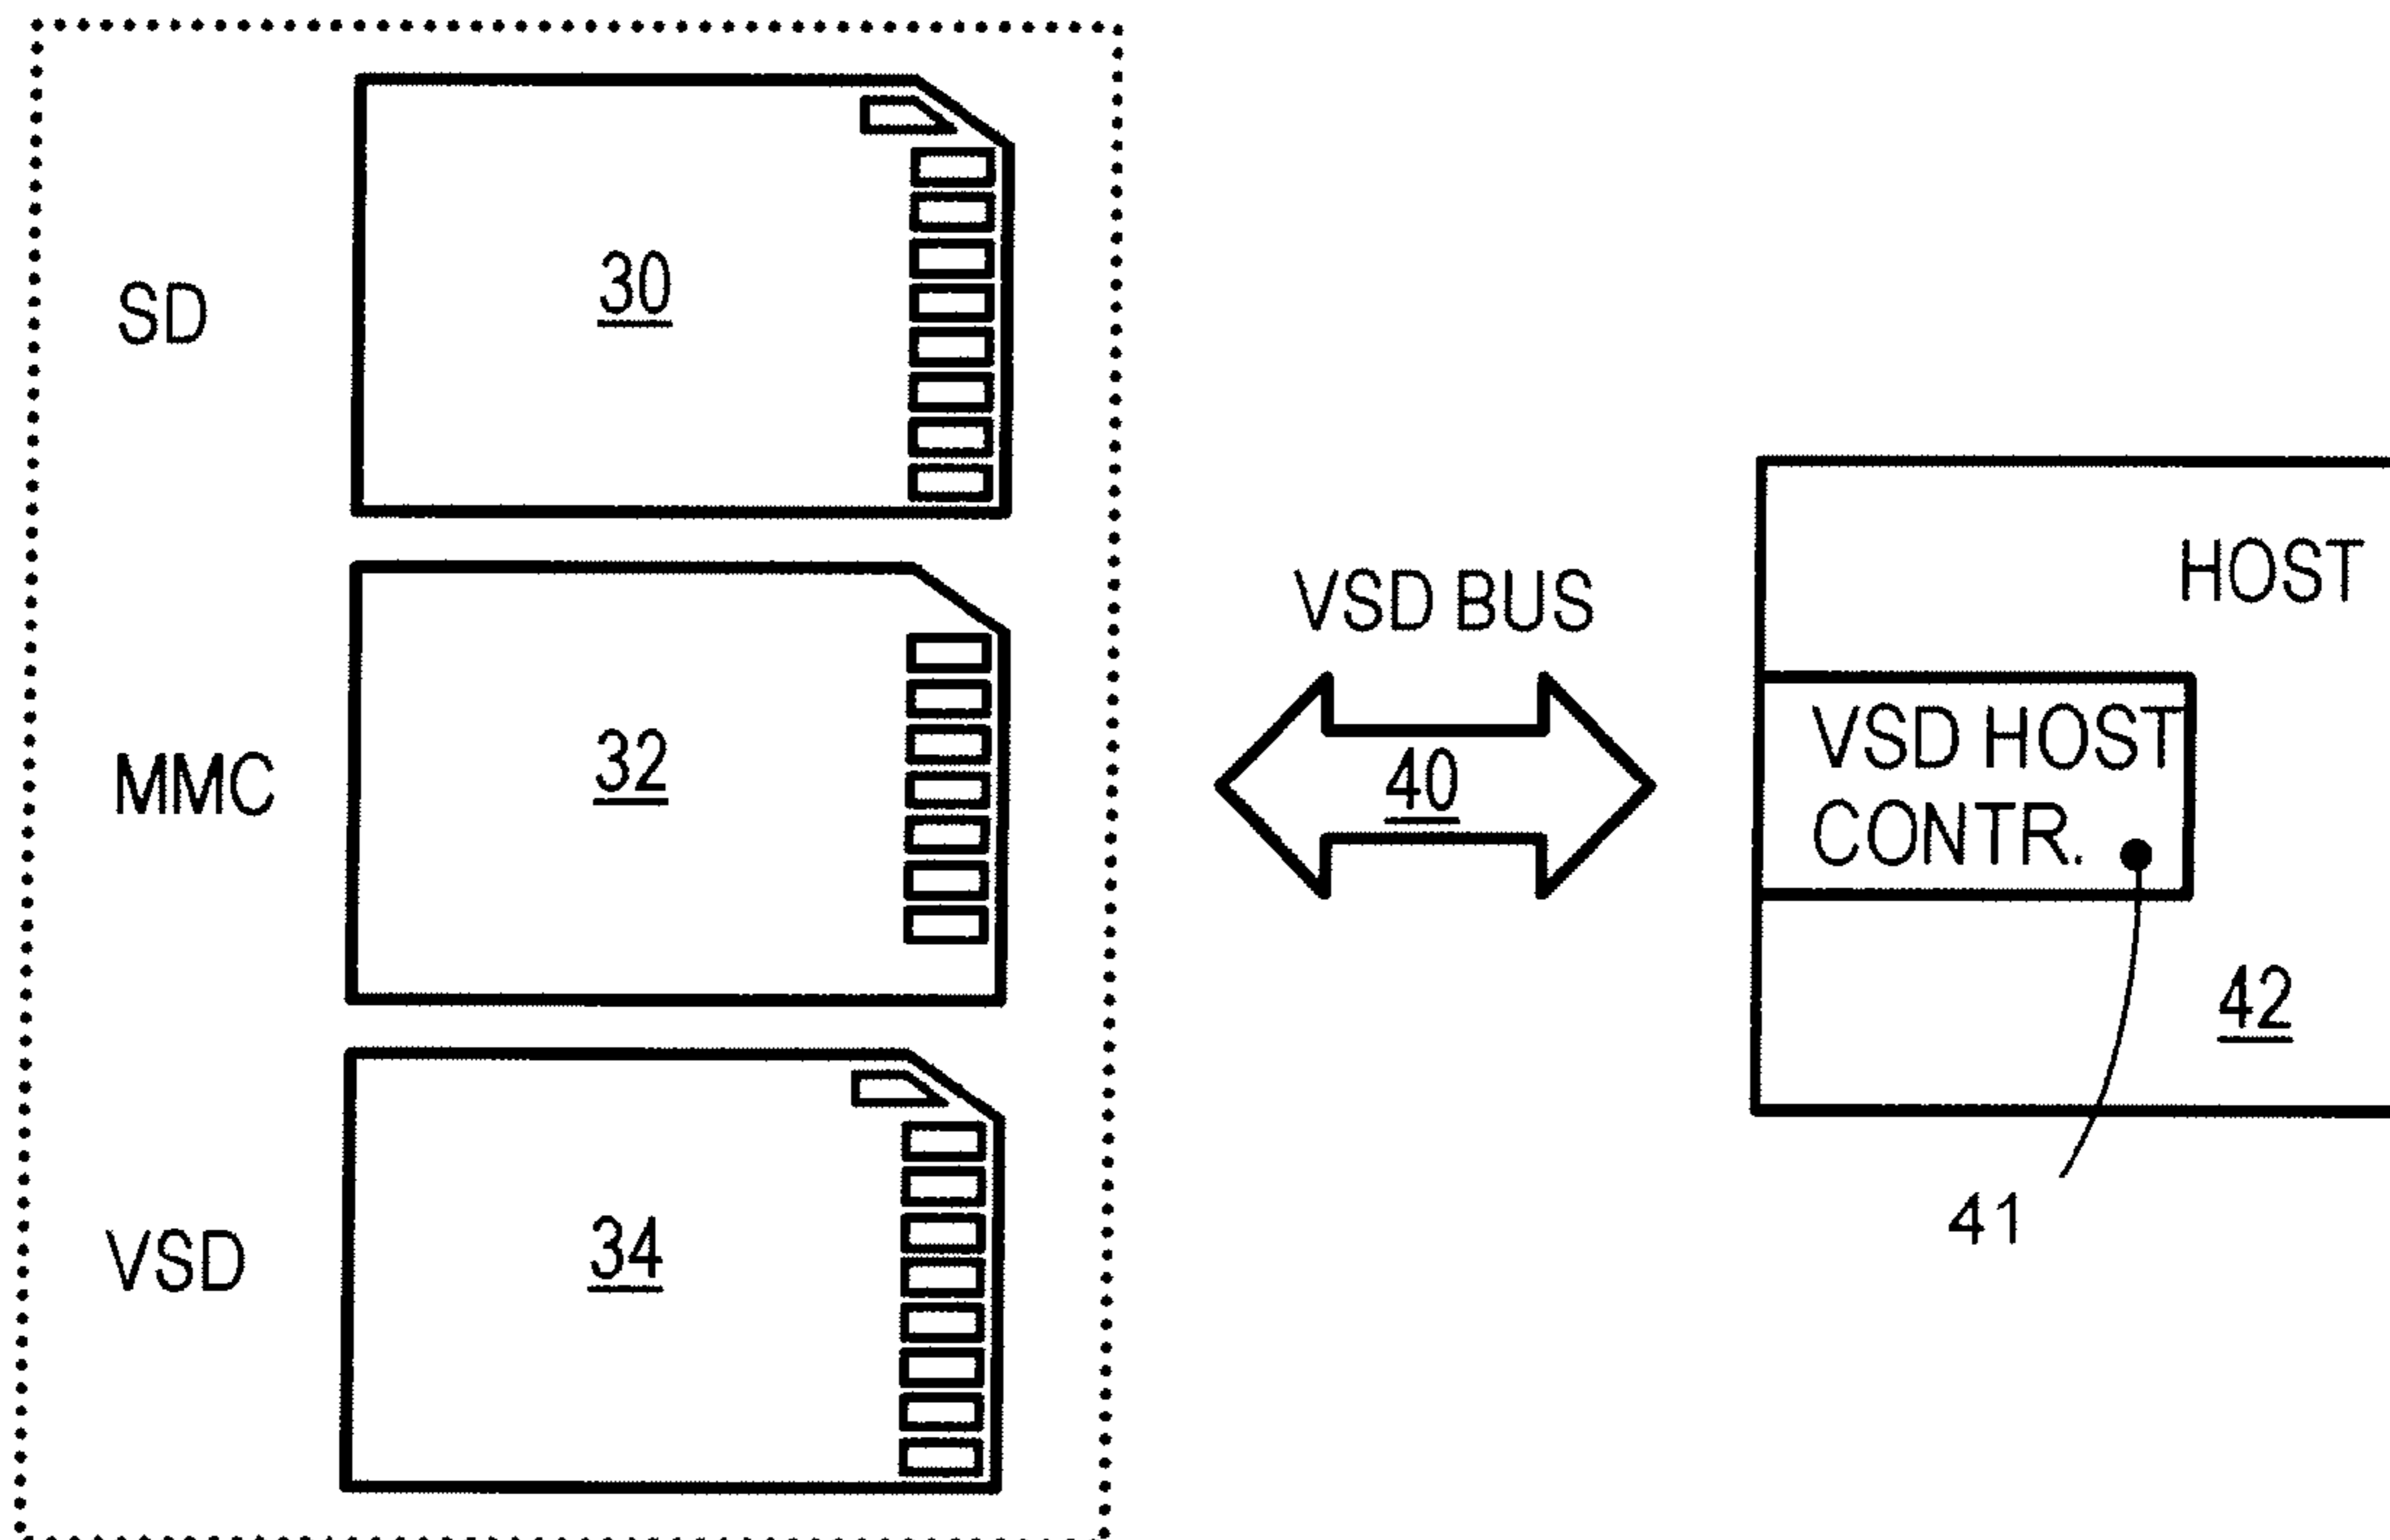 SD
30
MMC
32
VSD
34
VSD BUS
40
HOST
VSD HOST
CONTR.
42
41